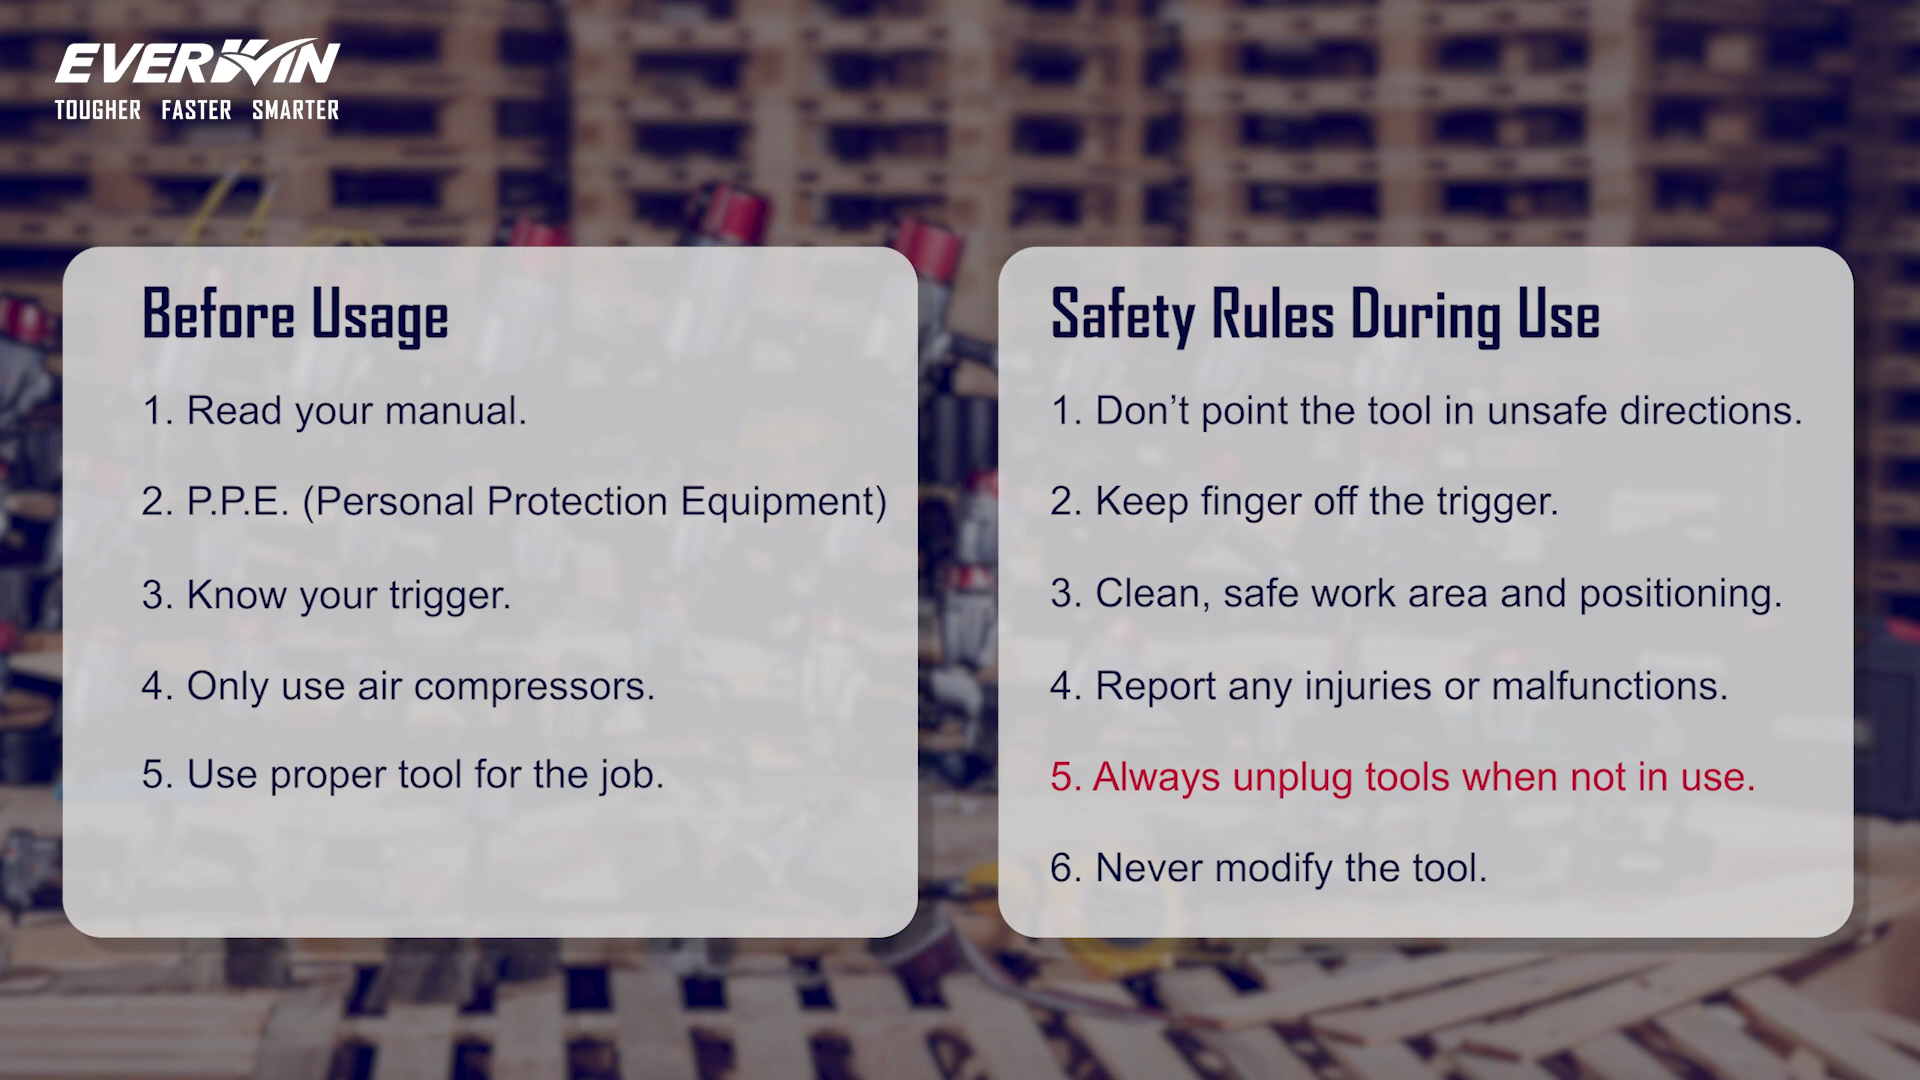 EVERWIN
TOUGHER FASTER SMARTER
Before Usage
1. Read your manual.
2. P.P.E. (Personal Protection Equipment)
3. Know your trigger.
4. Only use air compressors.
5. Use proper tool for the job.
Safety Rules During Use
1. Don’t point the tool in unsafe directions.
2. Keep finger off the trigger.
3. Clean, safe work area and positioning.
4. Report any injuries or malfunctions.
5. Always unplug tools when not in use.
6. Never modify the tool.